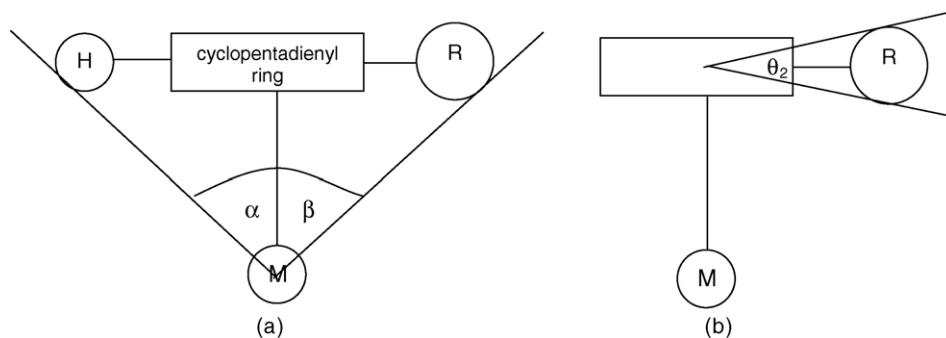 H
cyclopentadienyl
ring
R
α
β
M
(a)
θ2
R
M
(b)